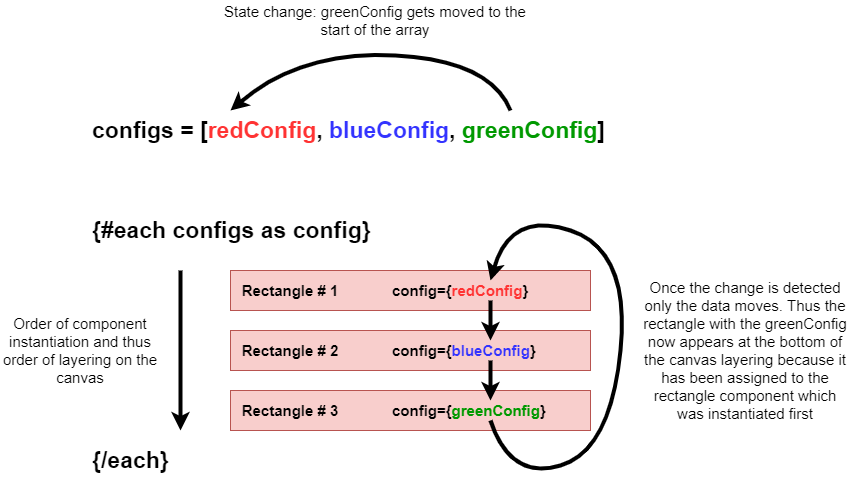 State change: greenConfig gets moved to the
start of the array
configs = [redConfig, blueConfig, greenConfig]
{#each configs as config}
Rectangle # 1 config={redConfig}
Rectangle # 2 config={blueConfig}
Rectangle # 3 config={greenConfig}
Order of component
instantiation and thus
order of layering on the
canvas
Once the change is detected
only the data moves. Thus the
rectangle with the greenConfig
now appears at the bottom of
the canvas layering because it
has been assigned to the
rectangle component which
was instantiated first
{/each}